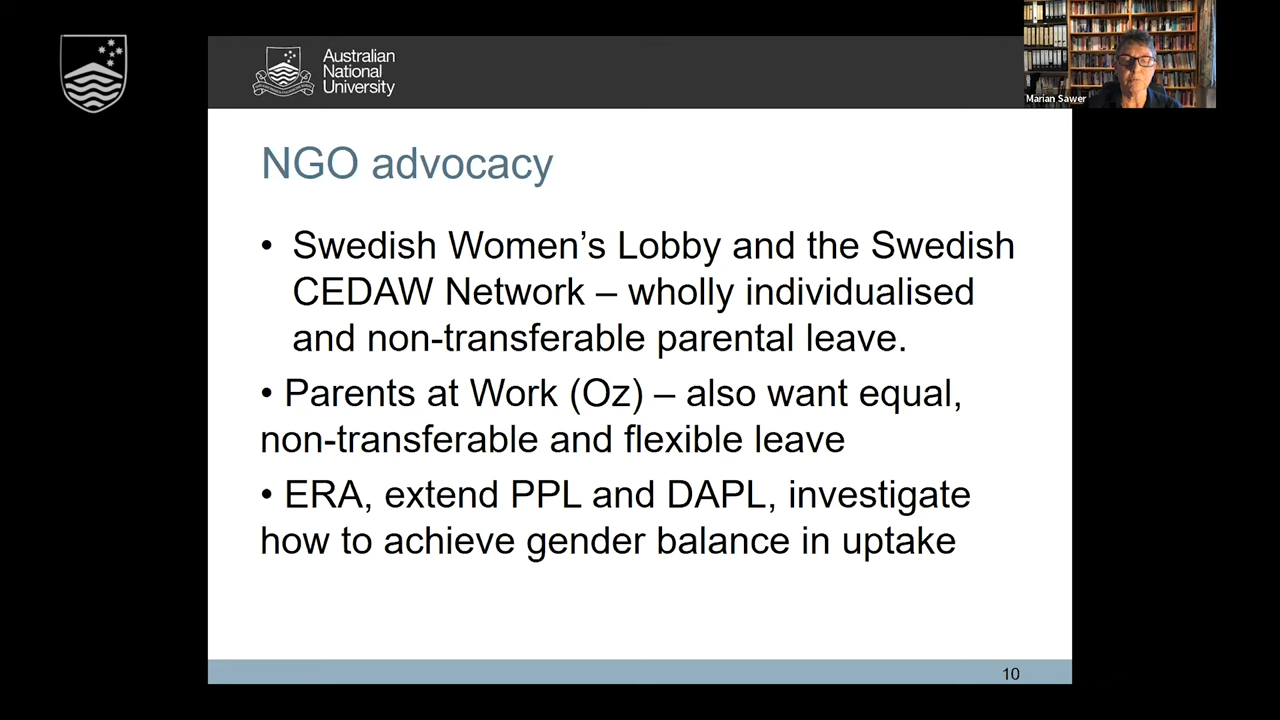 Australian
National
University
Marian Sawer
NGO advocacy
• Swedish Women’s Lobby and the Swedish
CEDAW Network – wholly individualised
and non-transferable parental leave.
• Parents at Work (Oz) – also want equal,
non-transferable and flexible leave
• ERA, extend PPL and DAPL, investigate
how to achieve gender balance in uptake
10